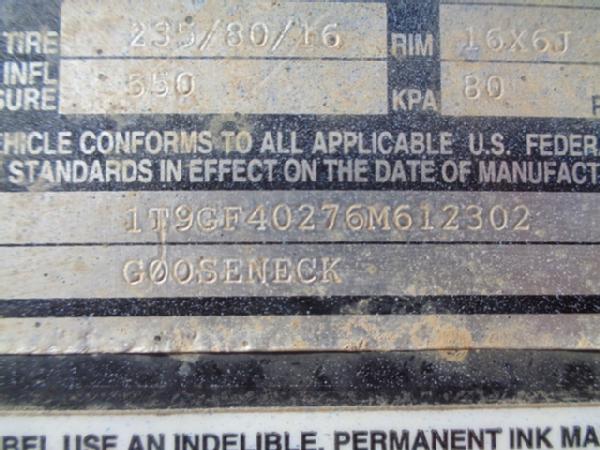 TIRE 235/80/16 RIM 16X6J
INFL
SURE 550 KPA 80
HICLE CONFORMS TO ALL APPLICABLE U.S. FEDER
STANDARDS IN EFFECT ON THE DATE OF MANUFACT
1T9GF40276M612302
GOOSENECK
BEL USE AN INDELIBLE, PERMANENT INK MA